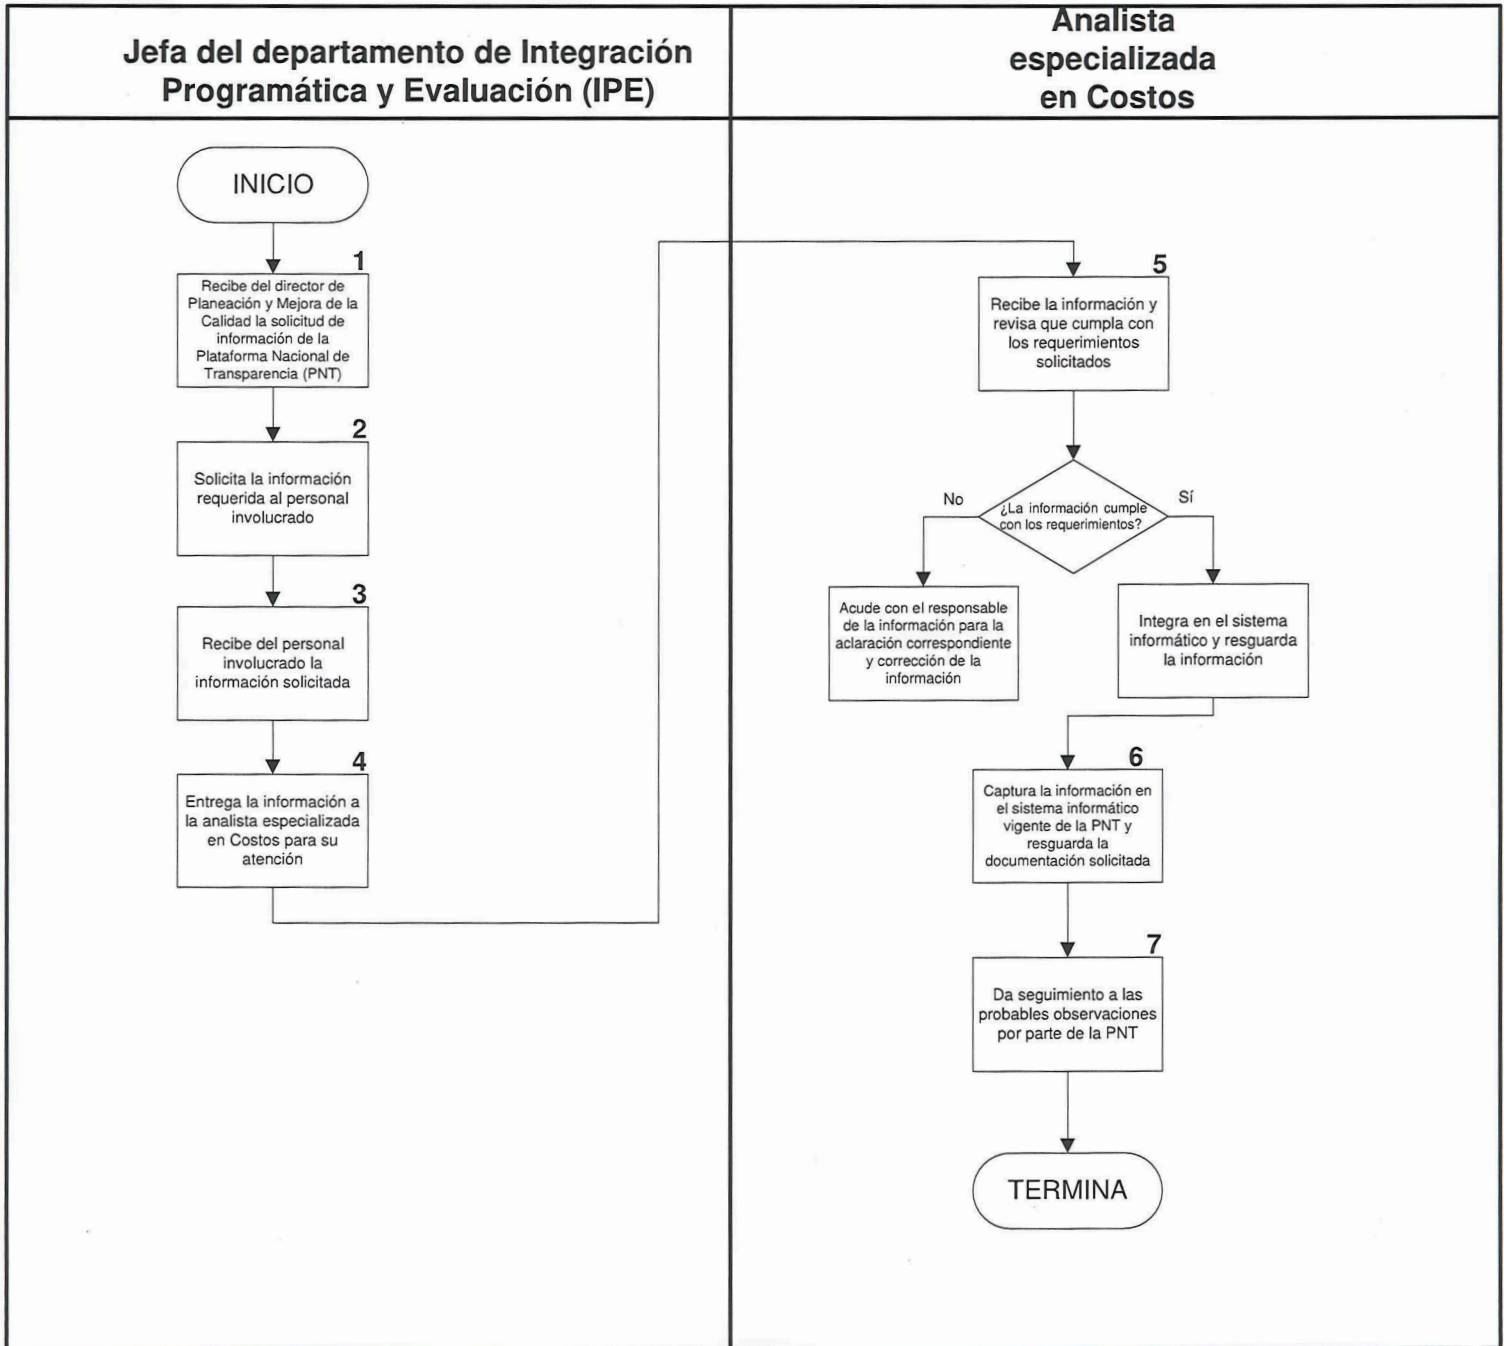 Jefa del departamento de Integración
Programática y Evaluación (IPE)
Analista
especializada
en Costos
INICIO
1
Recibe del director de
Planeación y Mejora de la
Calidad la solicitud de
información de la
Plataforma Nacional de
Transparencia (PNT)
2
Solicita la información
requerida al personal
involucrado
3
Recibe del personal
involucrado la
información solicitada
4
Entrega la información a
la analista especializada
en Costos para su
atención
5
Recibe la información y
revisa que cumpla con
los requerimientos
solicitados
¿La información cumple
con los requerimientos?
No
Sí
Acude con el responsable
de la información para la
aclaración correspondiente
y corrección de la
información
Integra en el sistema
informático y resguarda
la información
6
Captura la información en
el sistema informático
vigente de la PNT y
resguarda la
documentación solicitada
7
Da seguimiento a las
probables observaciones
por parte de la PNT
TERMINA